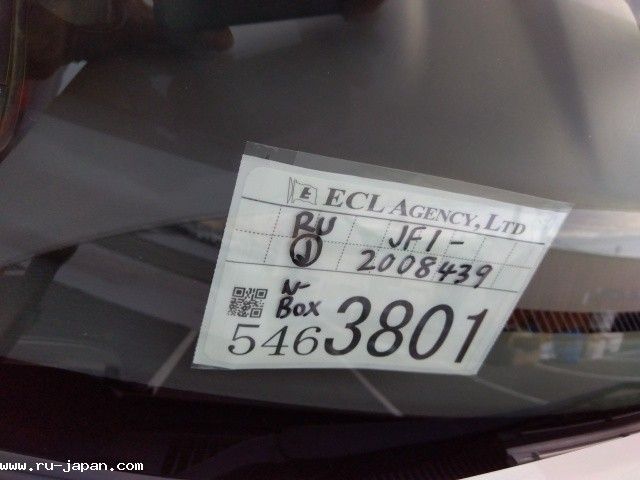 ECL AGENCY, LTD
RU JF1-
J 2008439
N-
BOX
5463801
www.ru-japan.com